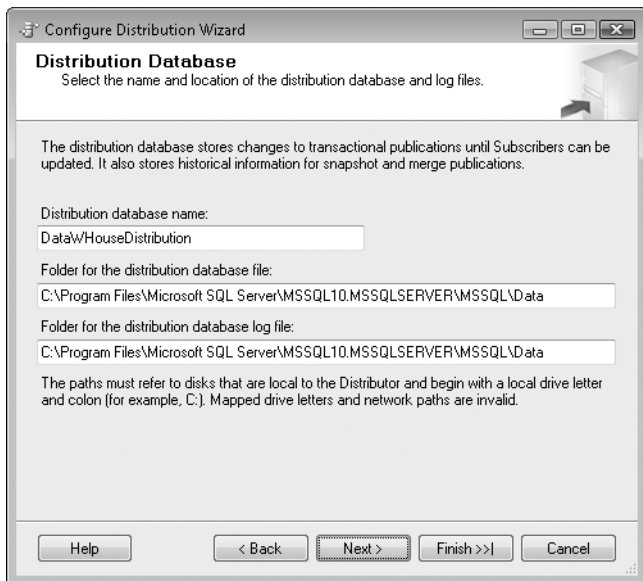 Configure Distribution Wizard
Distribution Database
Select the name and location of the distribution database and log files.
The distribution database stores changes to transactional publications until Subscribers can be
updated. It also stores historical information for snapshot and merge publications.
Distribution database name:
DataWHouseDistribution
Folder for the distribution database file:
C:\Program Files\Microsoft SQL Server\MSSQL10.MSSQLSERVER\MSSQL\Data
Folder for the distribution database log file:
C:\Program Files\Microsoft SQL Server\MSSQL10.MSSQLSERVER\MSSQL\Data
The paths must refer to disks that are local to the Distributor and begin with a local drive letter
and colon (for example, C:). Mapped drive letters and network paths are invalid.
Help < Back Next > Finish >>| Cancel